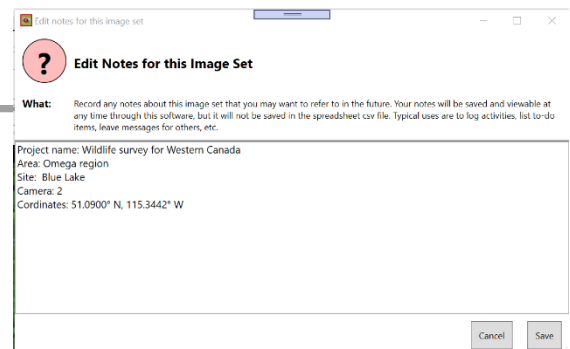 Edit notes for this image set
?
Edit Notes for this Image Set
What: Record any notes about this image set that you may want to refer to in the future. Your notes will be saved and viewable at
any time through this software, but it will not be saved in the spreadsheet csv file. Typical uses are to log activities, list to-do
items, leave messages for others, etc.
Project name: Wildlife survey for Western Canada
Area: Omega region
Site: Blue Lake
Camera: 2
Cordinates: 51.0900° N, 115.3442° W
Cancel Save